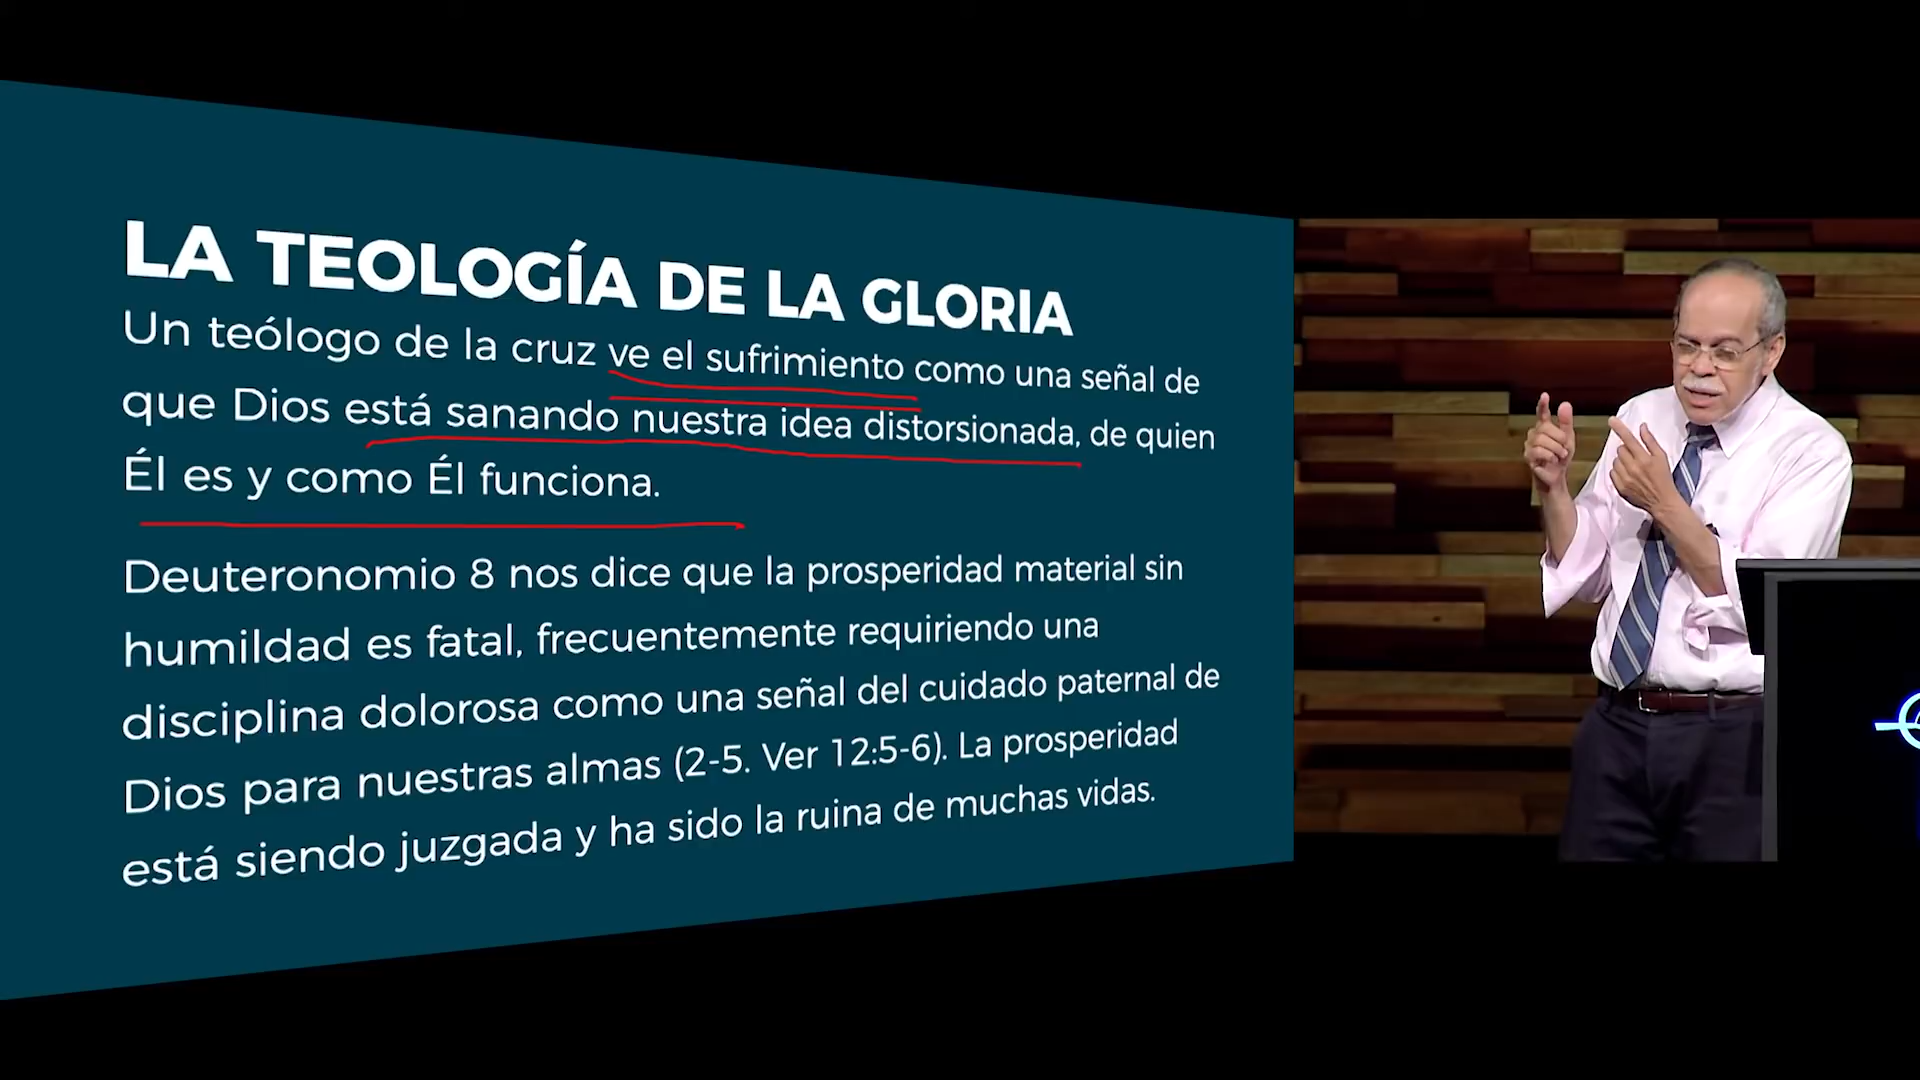 LA TEOLOGÍA DE LA GLORIA
Un teólogo de la cruz ve el sufrimiento como una señal de
que Dios está sanando nuestra idea distorsionada, de quien
Él es y como Él funciona.
Deuteronomio 8 nos dice que la prosperidad material sin
humildad es fatal, frecuentemente requiriendo una
disciplina dolorosa como una señal del cuidado paternal de
Dios para nuestras almas (2-5. Ver 12:5-6). La prosperidad
está siendo juzgada y ha sido la ruina de muchas vidas.